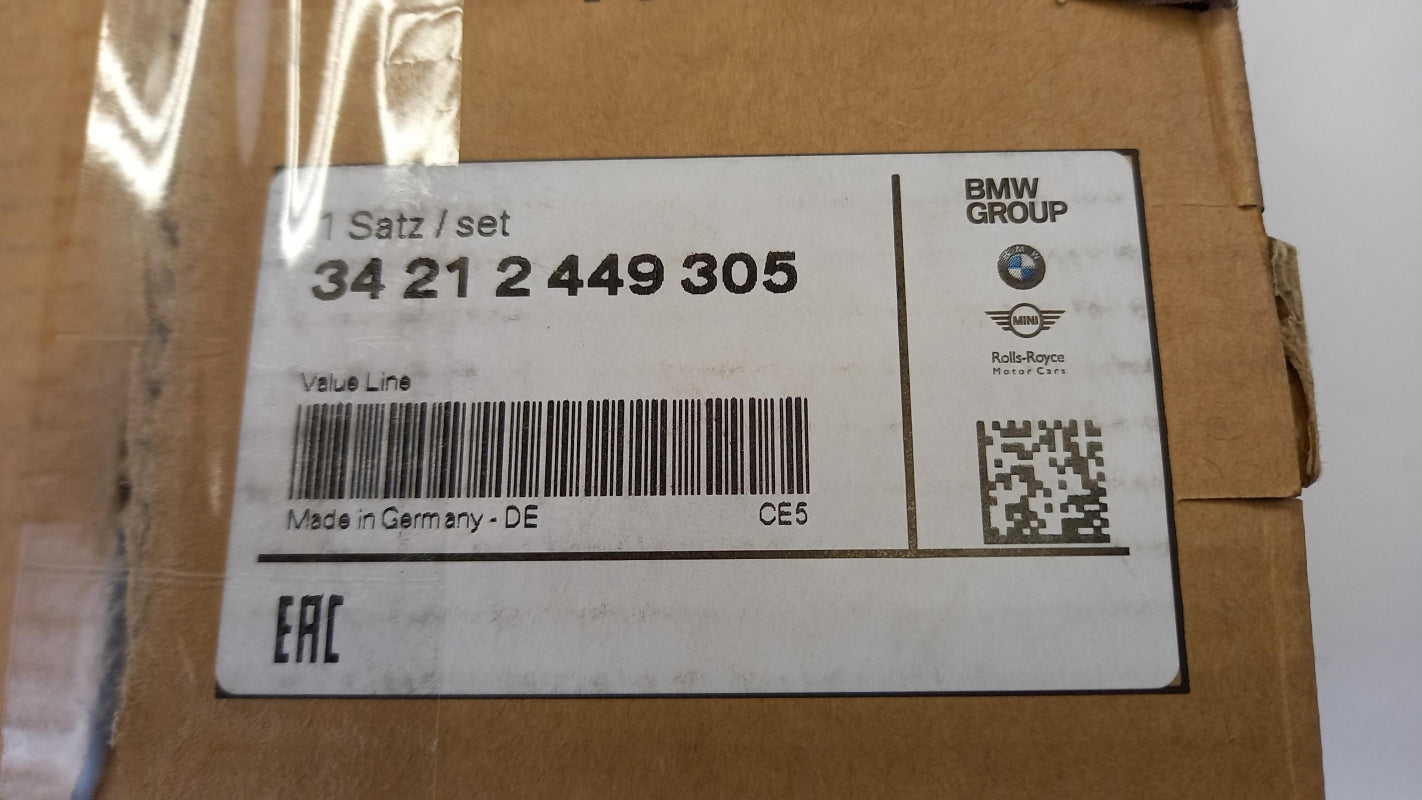 1 Satz / set
34 21 2 449 305
Value Line
Made in Germany - DE
CE5
BMW
GROUP
BMW
MINI
Rolls-Royce
Motor Cars
EAC